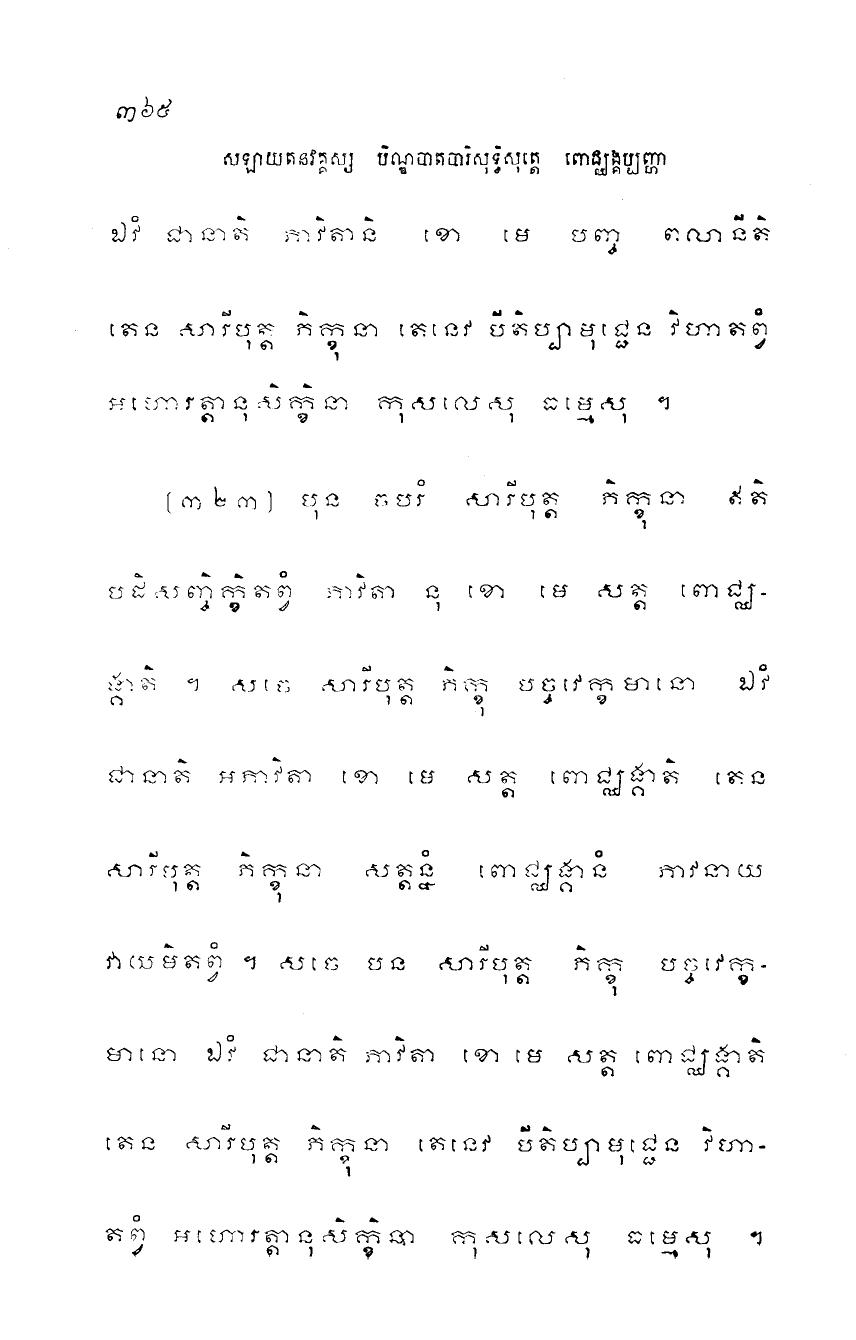 ៣៦៥
សឡាយតនវគ្គស្ស បិណ្ឌបាតបារិសុទ្ធិសុត្តេ ពោជ្ឈង្គប្បញ្ហា
ឯវំ ជានាតិ ភាវិតានិ ខោ មេ បញ្ច ពលានីតិ
តេន សារីបុត្ត ភិក្ខុនា តេនេវ បីតិប្បាមុជ្ជេន វិហាតព្វំ
អហោរត្តានុសិក្ខិនា កុសលេសុ ធម្មេសុ ។
(៣២៣) បុន ចបរំ សារីបុត្ត ភិក្ខុនា ឥតិ
បដិសញ្ចិក្ខិតព្វំ ភាវិតា នុ ខោ មេ សត្ត ពោជ្ឈ-
ង្គាតិ ។ សចេ សារីបុត្ត ភិក្ខុ បច្ចវេក្ខមានោ ឯវំ
ជានាតិ អភាវិតា ខោ មេ សត្ត ពោជ្ឈង្គាតិ តេន
សារីបុត្ត ភិក្ខុនា សត្តន្នំ ពោជ្ឈង្គានំ ភាវនាយ
វាយមិតព្វំ ។ សចេ បន សារីបុត្ត ភិក្ខុ បច្ចវេក្ខ-
មានោ ឯវំ ជានាតិ ភាវិតា ខោ មេ សត្ត ពោជ្ឈង្គាតិ
តេន សារីបុត្ត ភិក្ខុនា តេនេវ បីតិប្បាមុជ្ជេន វិហា-
តព្វំ អហោរត្តានុសិក្ខិនា កុសលេសុ ធម្មេសុ ។